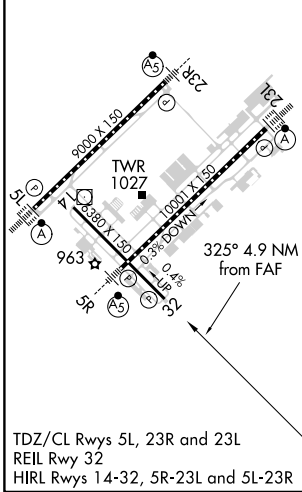 A5
23R
P
23L
9000 X 150
P
A
TWR
1027
5L
P
A
14
6380 X 150
10001 X 150
0.3% DOWN
963
P
0.4%
UP
P
5R
A5
32
325° 4.9 NM
from FAF
TDZ/CL Rwys 5L, 23R and 23L
REIL Rwy 32
HIRL Rwys 14-32, 5R-23L and 5L-23R